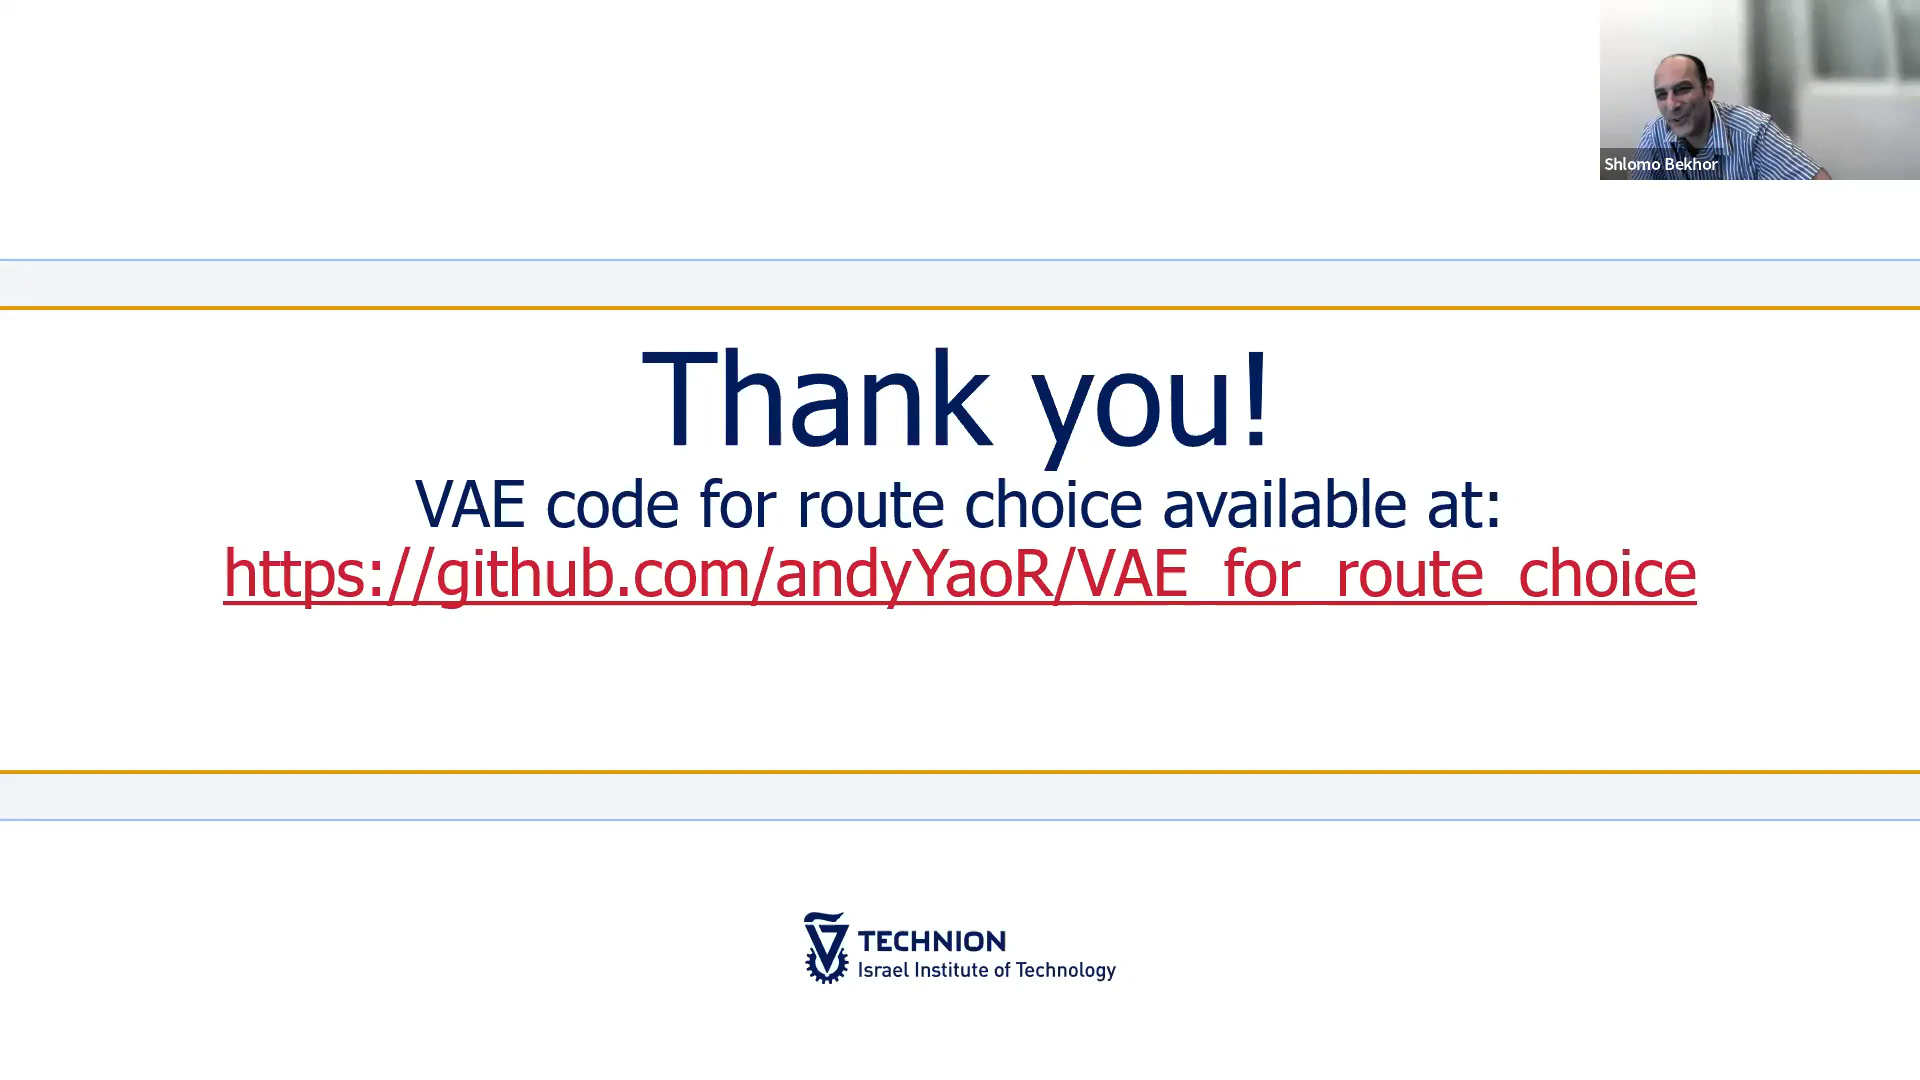 Shlomo Bekhor
Thank you!
VAE code for route choice available at:
https://github.com/andyYaoR/VAE_for_route_choice
TECHNION
Israel Institute of Technology